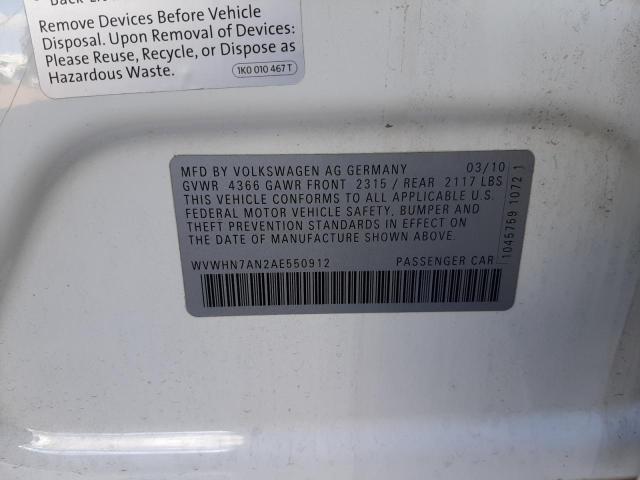 Remove Devices Before Vehicle
Disposal. Upon Removal of Devices:
Please Reuse, Recycle, or Dispose as
Hazardous Waste.
1K0 010 467 T
MFD BY VOLKSWAGEN AG GERMANY 03/10
GVWR 4366 GAWR FRONT 2315 / REAR 2117 LBS
THIS VEHICLE CONFORMS TO ALL APPLICABLE U.S.
FEDERAL MOTOR VEHICLE SAFETY, BUMPER AND
THEFT PREVENTION STANDARDS IN EFFECT ON THE
DATE OF MANUFACTURE SHOWN ABOVE.
WVWHN7AN2AE550912 PASSENGER CAR
1045759 1072 1